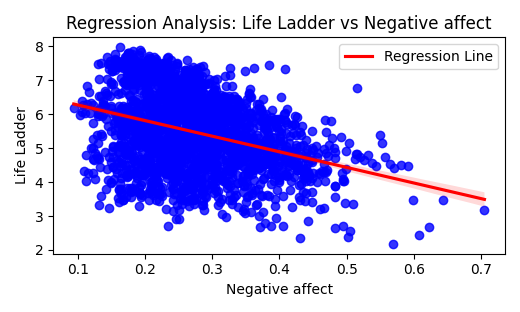 Regression Analysis: Life Ladder vs Negative affect
Regression Line
Life Ladder
8
7
6
5
4
3
2
0.1 0.2 0.3 0.4 0.5 0.6 0.7
Negative affect